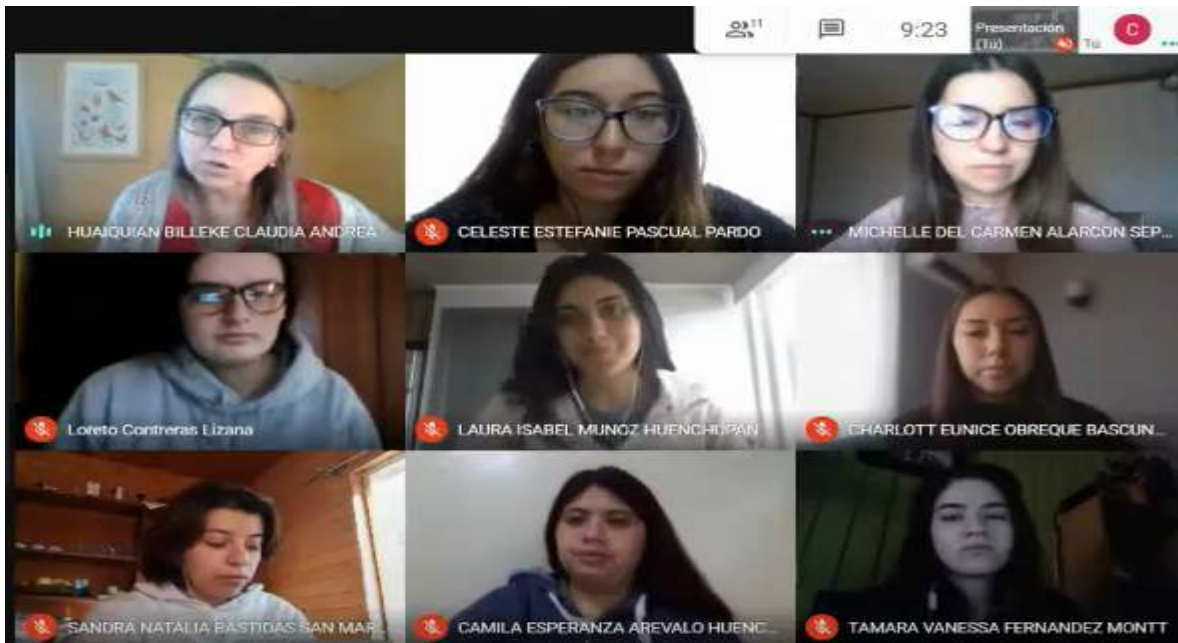 11
9:23
Presentación
(Tú)
Tú
C
HUAIQUIAN BILLEKE CLAUDIA ANDREA
CELESTE ESTEFANIE PASCUAL PARDO
MICHELLE DEL CARMEN ALARCON SEP...
Loreto Contreras Lizana
LAURA ISABEL MUNOZ HUENCHUPAN
CHARLOTT EUNICE OBREQUE BASCUN...
SANDRA NATALIA BASTIDAS SAN MAR...
CAMILA ESPERANZA AREVALO HUENC...
TAMARA VANESSA FERNANDEZ MONTT